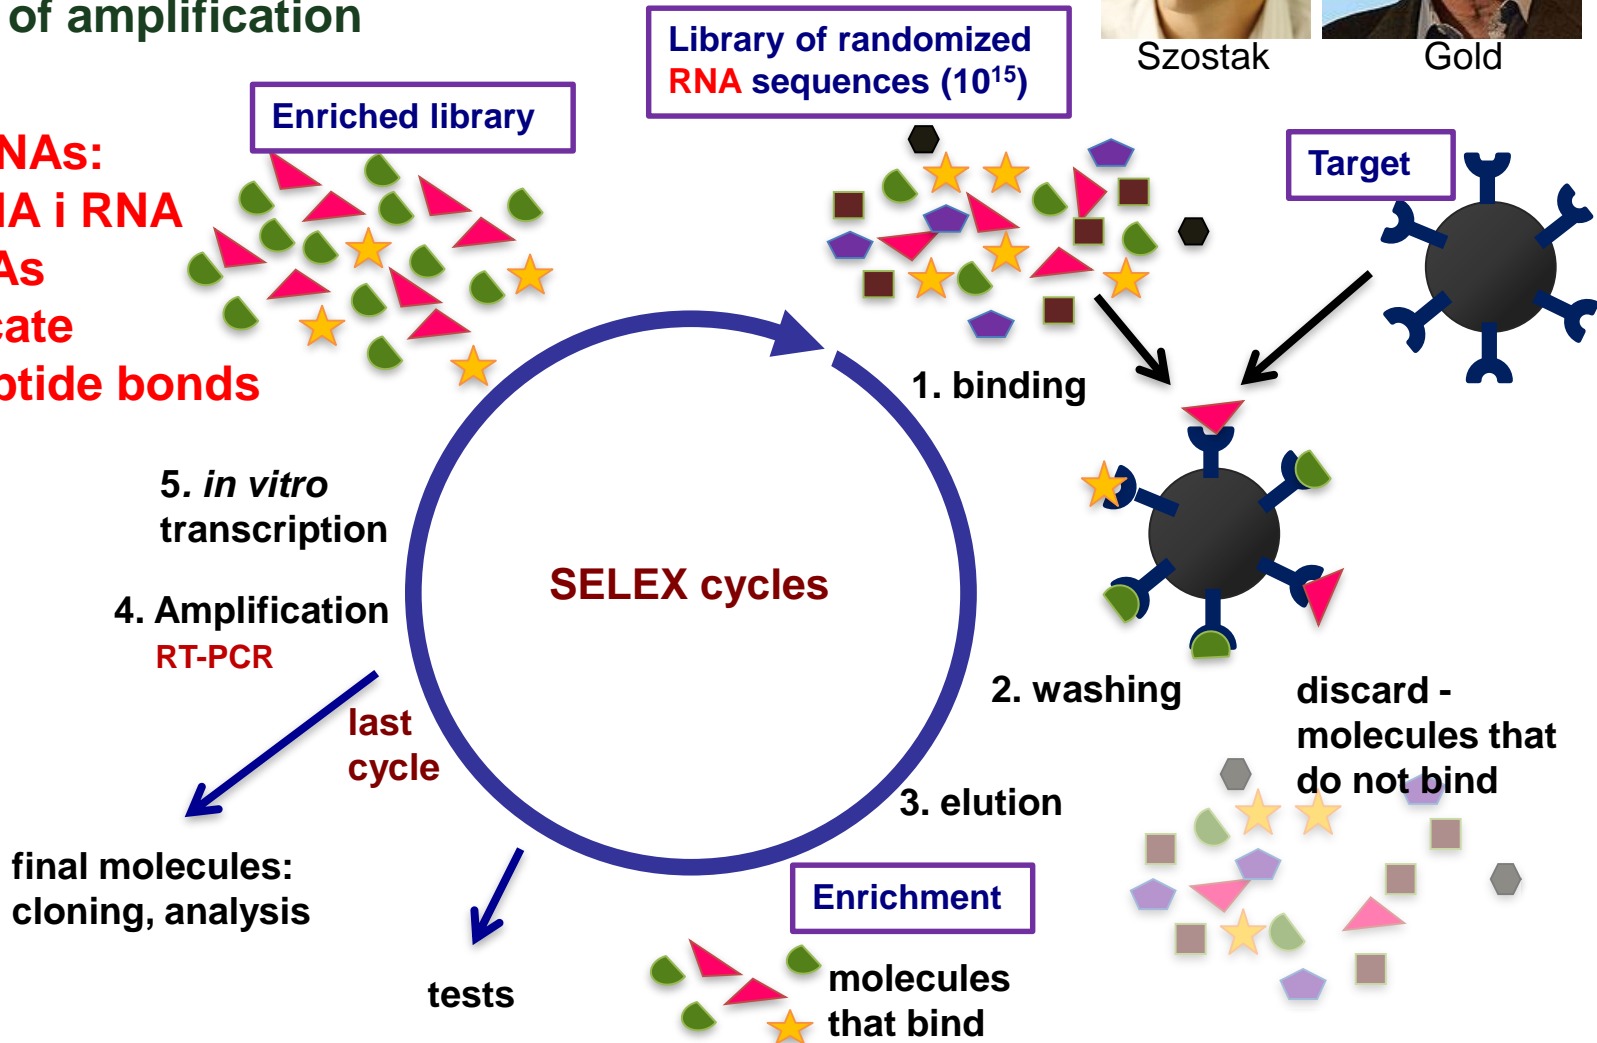 of amplification
Szostak
Gold
Library of randomized
RNA sequences (10¹⁵)
Enriched library
Target
NAs:
IA i RNA
As
cate
ptide bonds
1. binding
5. in vitro
transcription
SELEX cycles
4. Amplification
RT-PCR
2. washing
discard -
molecules that
do not bind
last
cycle
3. elution
final molecules:
cloning, analysis
Enrichment
tests
molecules
that bind